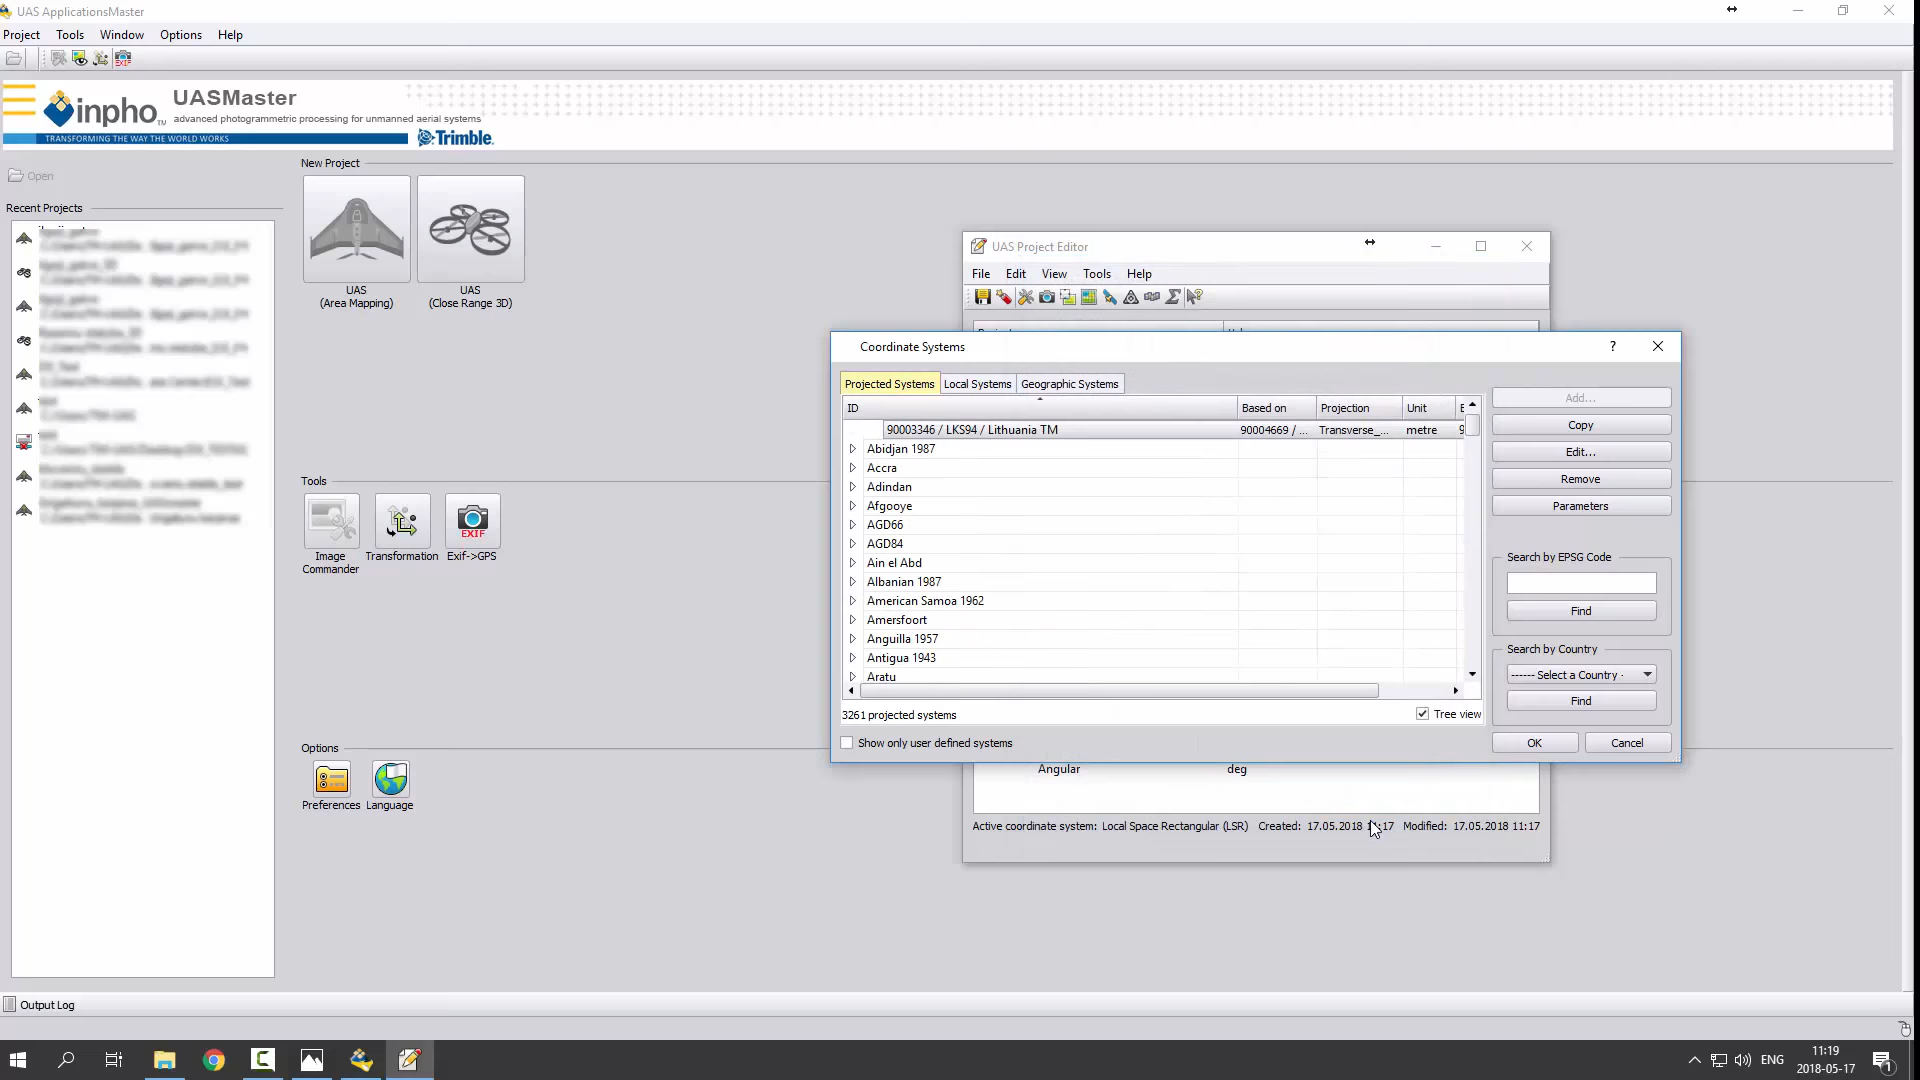 UAS ApplicationsMaster
Project Tools Window Options Help
EXIF
inpho TM
UASMaster
advanced photogrammetric processing for unmanned aerial systems
TRANSFORMING THE WAY THE WORLD WORKS
Trimble.
Open
Recent Projects
New Project
UAS
(Area Mapping)
UAS
(Close Range 3D)
Tools
EXIF
Image
Commander
Transformation
Exif->GPS
Options
Preferences
Language
UAS Project Editor
File Edit View Tools Help
Coordinate Systems
Projected Systems Local Systems Geographic Systems
ID Based on Projection Unit
90003346 / LKS94 / Lithuania TM 90004669 / ... Transverse_... metre 9
Abidjan 1987
Accra
Adindan
Afgooye
AGD66
AGD84
Ain el Abd
Albanian 1987
American Samoa 1962
Amersfoort
Anguilla 1957
Antigua 1943
Aratu
3261 projected systems
Tree view
Show only user defined systems
Add...
Copy
Edit...
Remove
Parameters
Search by EPSG Code
Find
Search by Country
------ Select a Country -
Find
OK
Cancel
Angular deg
Active coordinate system: Local Space Rectangular (LSR) Created: 17.05.2018 11:17 Modified: 17.05.2018 11:17
Output Log
ENG
11:19
2018-05-17
1